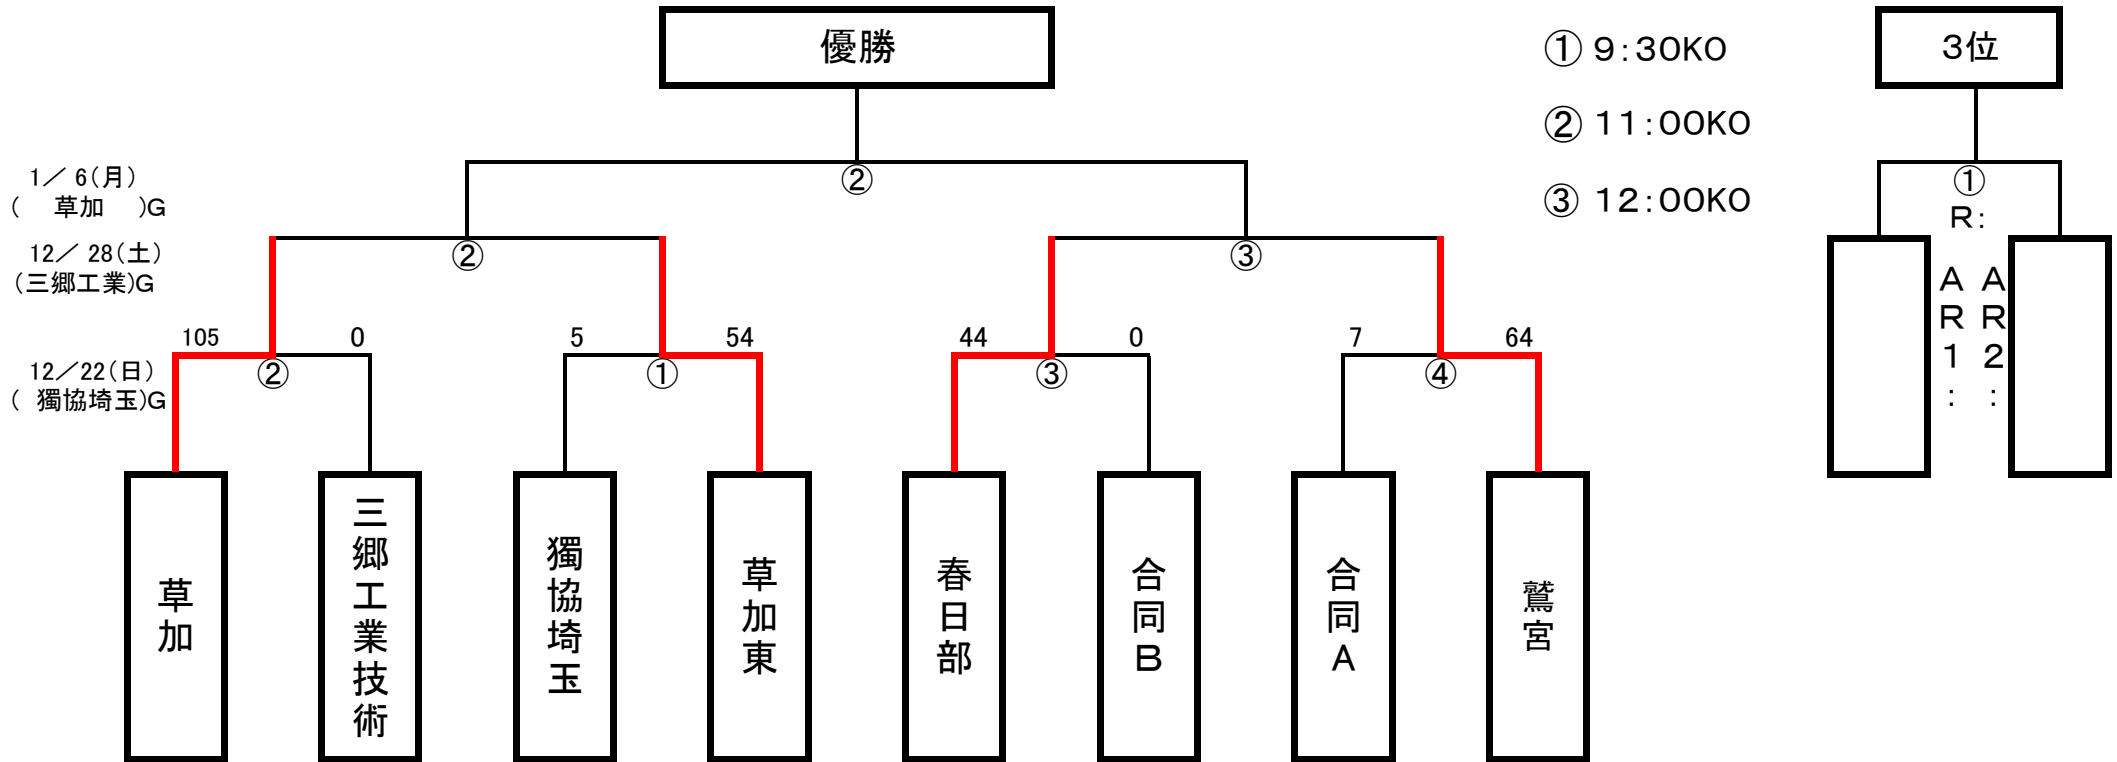 優勝
① 9:30KO
3位
② 11:00KO
③ 12:00KO
1／6(月)
(　草加　)G
②
①
R:
AR1:
AR2:
12／28(土)
(三郷工業)G
②
③
105
0
5
54
44
0
7
64
12／22(日)
( 獨協埼玉)G
②
①
③
④
草加
三郷工業技術
獨協埼玉
草加東
春日部
合同B
合同A
鷲宮